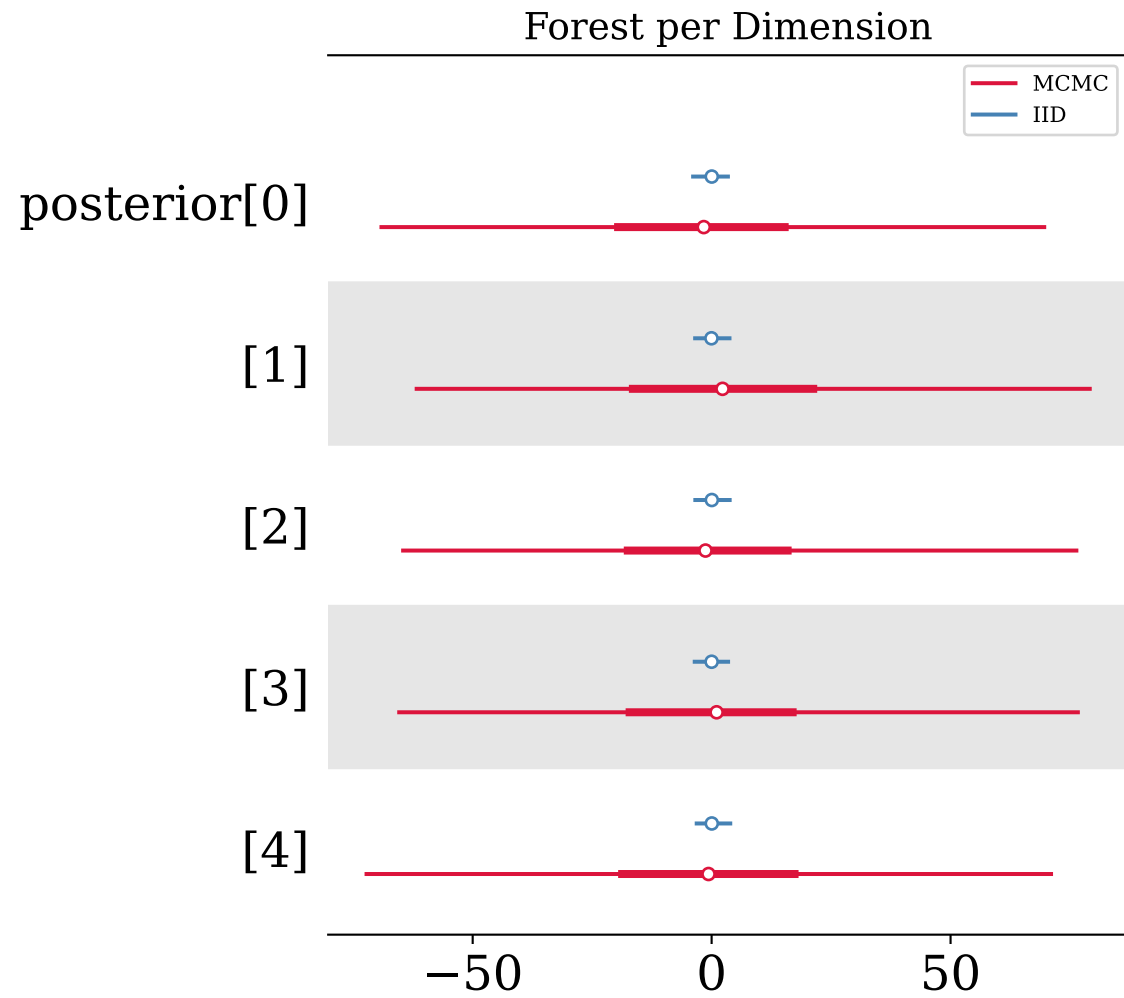 Forest per Dimension
MCMC
IID
posterior[0]
[1]
[2]
[3]
[4]
−50 0 50